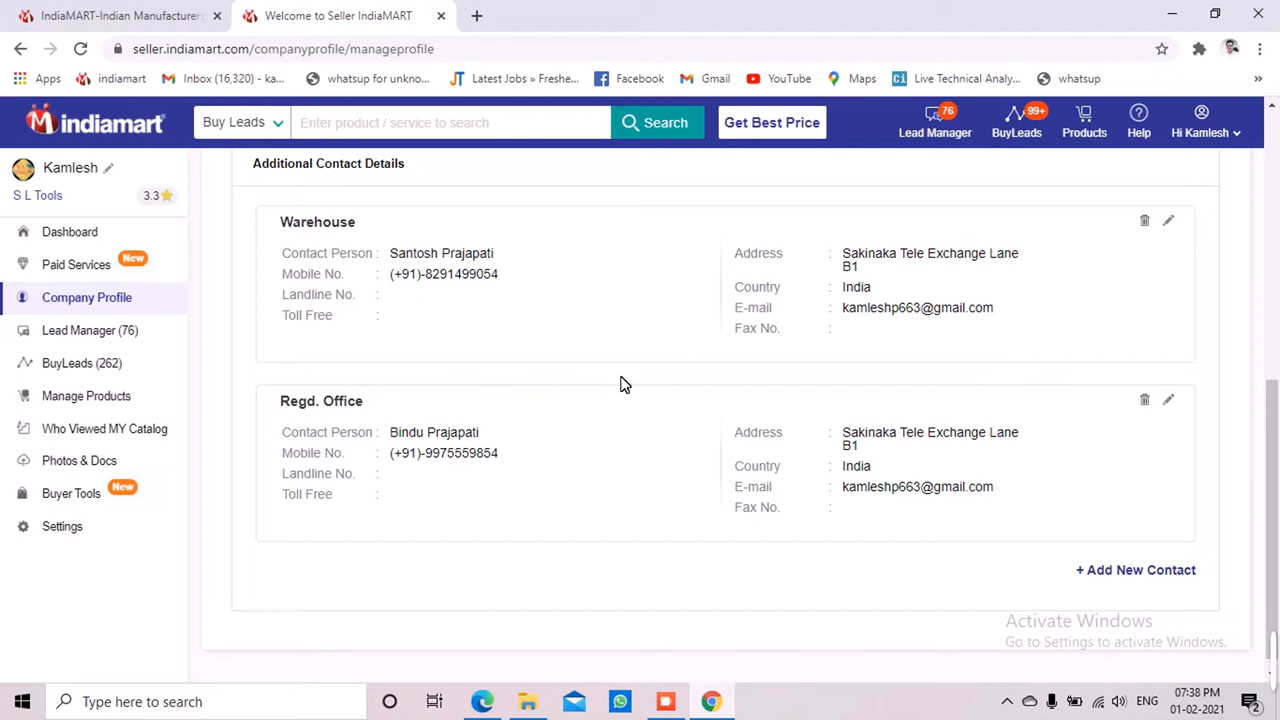 IndiaMART-Indian Manufacturers
Welcome to Seller IndiaMART
seller.indiamart.com/companyprofile/manageprofile
Apps
indiamart
Inbox (16,320) - ka...
whatsup for unkno...
Latest Jobs » Freshe...
Facebook
Gmail
YouTube
Maps
Live Technical Analy...
whatsup
»
indiamart
Buy Leads
Enter product / service to search
Search
Get Best Price
76
Lead Manager
99+
BuyLeads
Products
Help
Hi Kamlesh
Kamlesh
S L Tools
3.3
Dashboard
Paid Services New
Company Profile
Lead Manager (76)
BuyLeads (262)
Manage Products
Who Viewed MY Catalog
Photos & Docs
Buyer Tools New
Settings
Additional Contact Details
Warehouse
Contact Person : Santosh Prajapati
Mobile No. : (+91)-8291499054
Landline No. :
Toll Free :
Address : Sakinaka Tele Exchange Lane
B1
Country : India
E-mail : kamleshp663@gmail.com
Fax No. :
Regd. Office
Contact Person : Bindu Prajapati
Mobile No. : (+91)-9975559854
Landline No. :
Toll Free :
Address : Sakinaka Tele Exchange Lane
B1
Country : India
E-mail : kamleshp663@gmail.com
Fax No. :
+ Add New Contact
Activate Windows
Go to Settings to activate Windows.
Type here to search
ENG
07:38 PM
01-02-2021
2